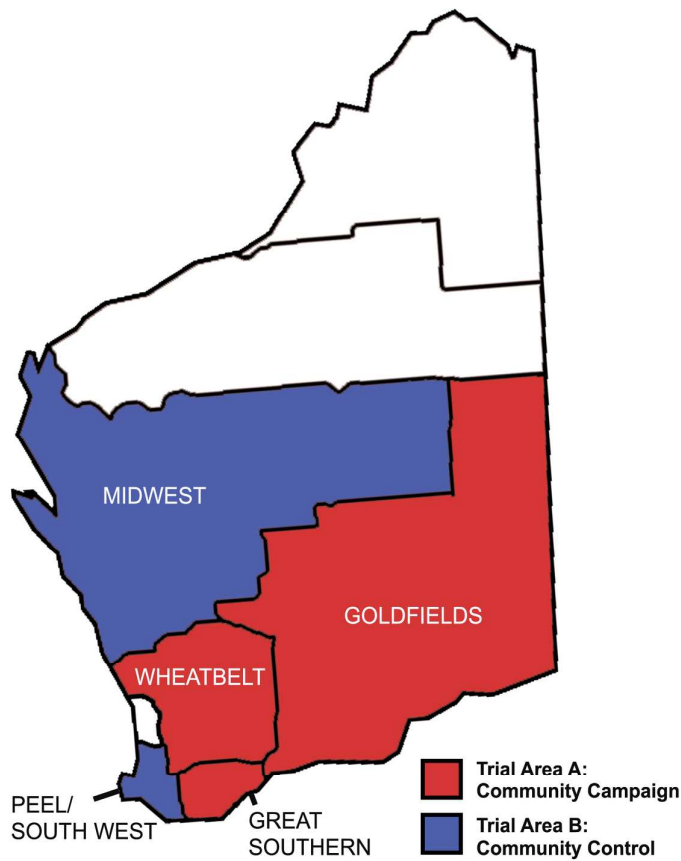 MIDWEST
GOLDFIELDS
WHEATBELT
PEEL/
SOUTH WEST
GREAT
SOUTHERN
Trial Area A:
Community Campaign
Trial Area B:
Community Control